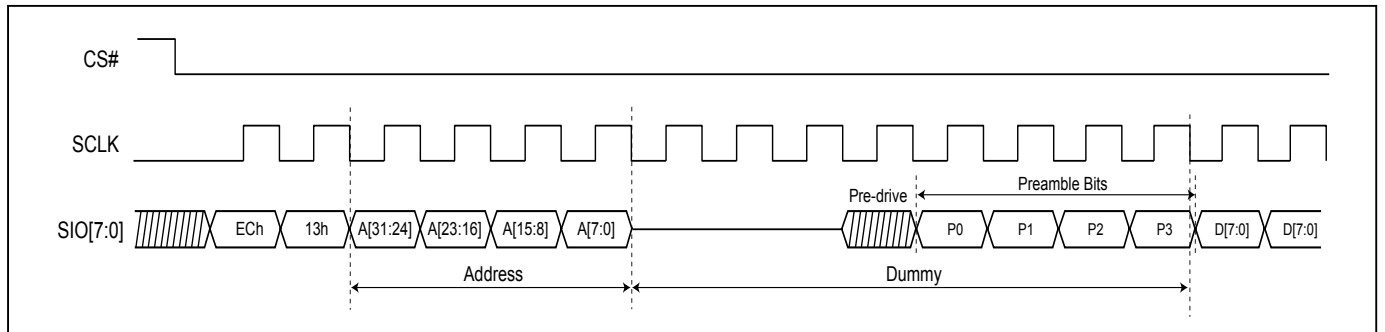 CS#
SCLK
Pre-drive
Preamble Bits
SIO[7:0]
ECh
13h
A[31:24]
A[23:16]
A[15:8]
A[7:0]
P0
P1
P2
P3
D[7:0]
D[7:0]
Address
Dummy